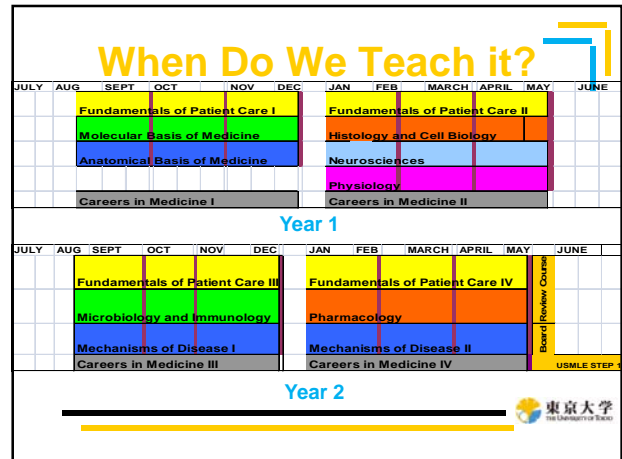 When Do We Teach it?
JULY AUG SEPT OCT NOV DEC JAN FEB MARCH APRIL MAY JUNE
Fundamentals of Patient Care I Fundamentals of Patient Care II
Molecular Basis of Medicine Histology and Cell Biology
Anatomical Basis of Medicine Neurosciences
Physiology
Careers in Medicine I Careers in Medicine II
Year 1
JULY AUG SEPT OCT NOV DEC JAN FEB MARCH APRIL MAY JUNE
Fundamentals of Patient Care III Fundamentals of Patient Care IV
Microbiology and Immunology Pharmacology
Mechanisms of Disease I Mechanisms of Disease II
Board Review Course
Careers in Medicine III Careers in Medicine IV USMLE STEP 1
Year 2
東京大学
THE UNIVERSITY OF TOKYO